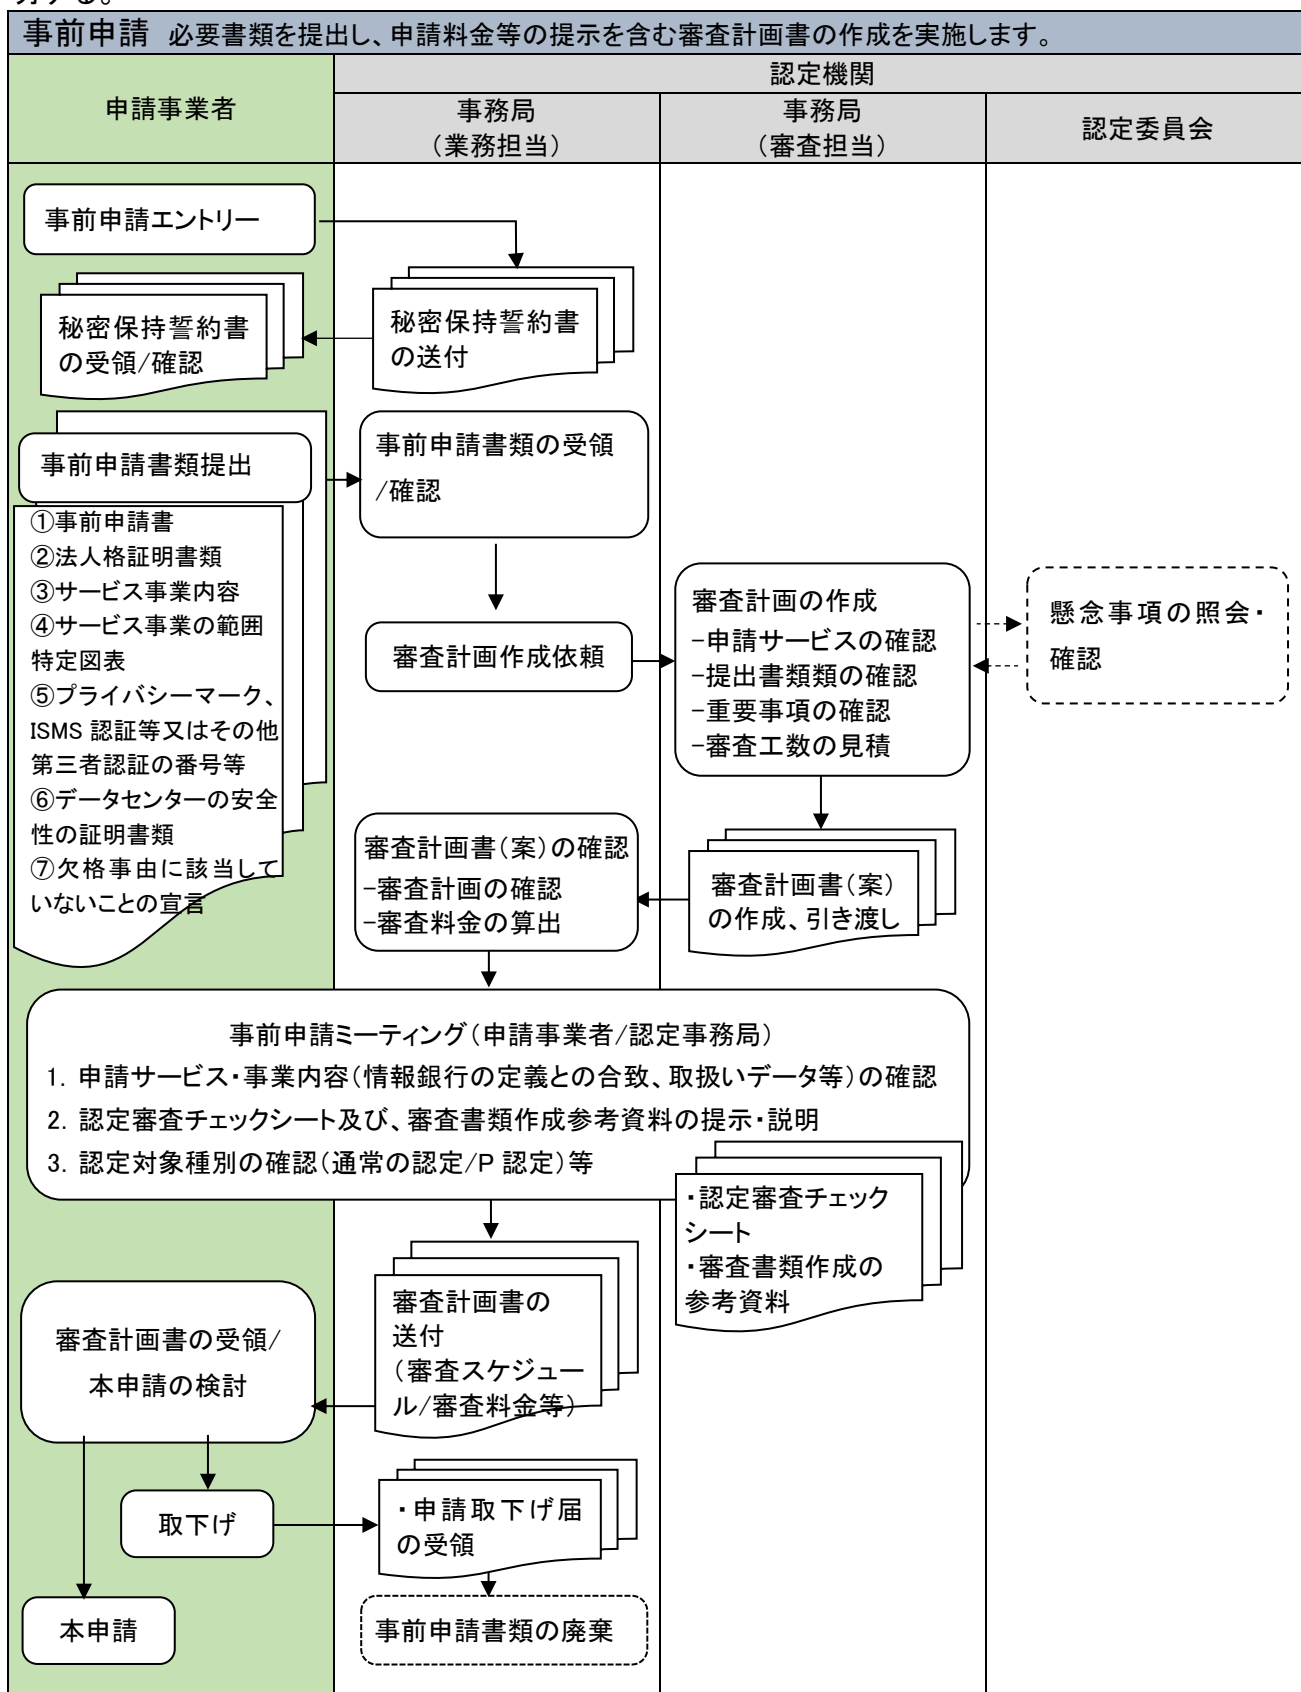 事前申請 必要書類を提出し、申請料金等の提示を含む審査計画書の作成を実施します。
申請事業者
認定機関
事務局
(業務担当)
事務局
(審査担当)
認定委員会
事前申請エントリー
秘密保持誓約書
の送付
秘密保持誓約書
の受領/確認
事前申請書類提出
①事前申請書
②法人格証明書類
③サービス事業内容
④サービス事業の範囲
特定図表
⑤プライバシーマーク、
ISMS 認証等又はその他
第三者認証の番号等
⑥データセンターの安全
性の証明書類
⑦欠格事由に該当して
いないことの宣言
事前申請書類の受領
/確認
審査計画作成依頼
審査計画の作成
-申請サービスの確認
-提出書類類の確認
-重要事項の確認
-審査工数の見積
懸念事項の照会・
確認
審査計画書(案)
の作成、引き渡し
審査計画書(案)の確認
-審査計画の確認
-審査料金の算出
事前申請ミーティング(申請事業者/認定事務局)
1. 申請サービス・事業内容(情報銀行の定義との合致、取扱いデータ等)の確認
2. 認定審査チェックシート及び、審査書類作成参考資料の提示・説明
3. 認定対象種別の確認(通常の認定/P 認定)等
・認定審査チェック
シート
・審査書類作成の
参考資料
審査計画書の
送付
(審査スケジュー
ル/審査料金等)
審査計画書の受領/
本申請の検討
取下げ
・申請取下げ届
の受領
本申請
事前申請書類の廃棄